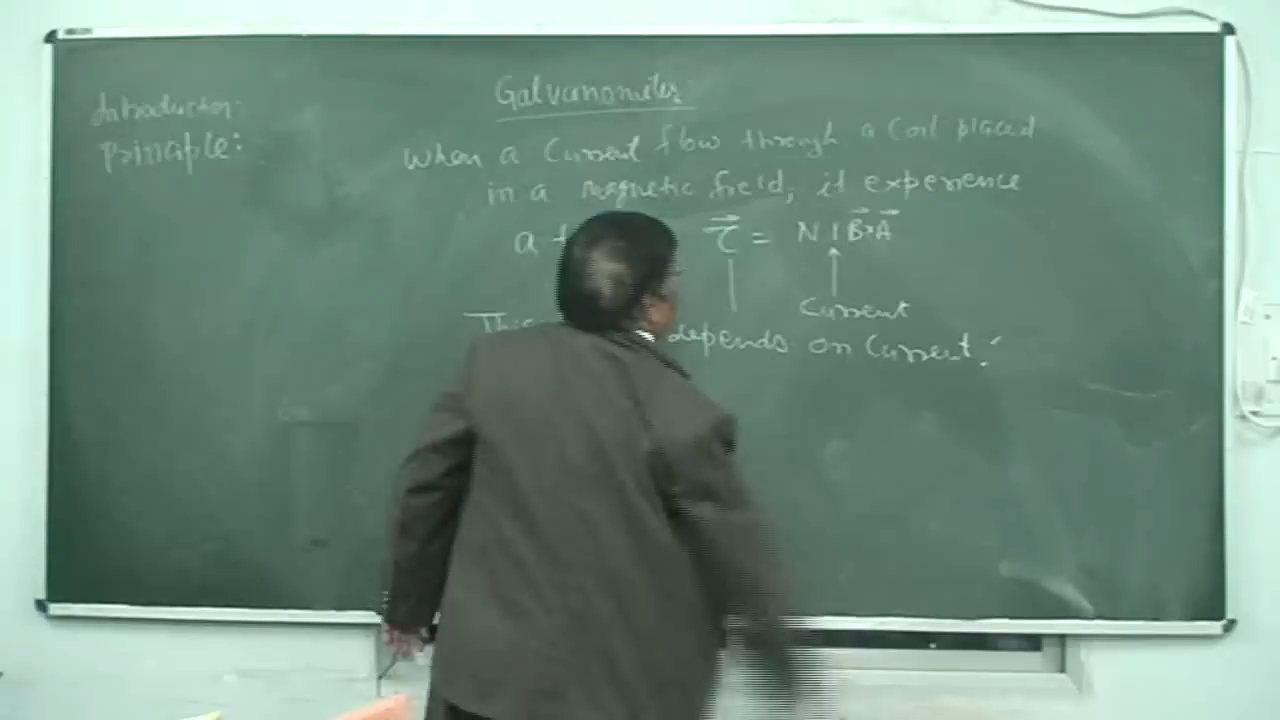 Galvanometer:
Introduction:
Principle:
When a Current flow through a Coil placed
in a magnetic field, it experience
a τ⃗ = N I B⃗×A⃗
Current
This depends on Current.